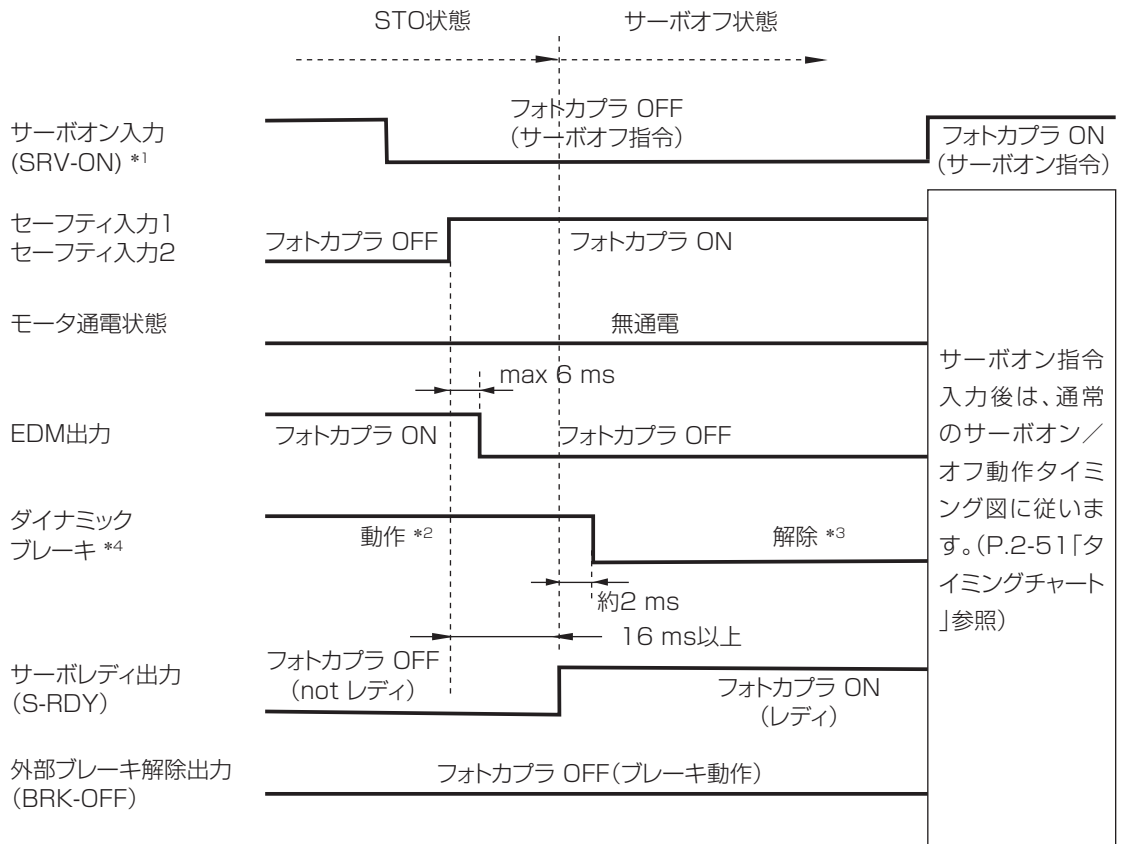 STO状態
サーボオフ状態
サーボオン入力
(SRV-ON) *1
フォトカプラ OFF
(サーボオフ指令)
フォトカプラ ON
(サーボオン指令)
セーフティ入力1
セーフティ入力2
フォトカプラ OFF
フォトカプラ ON
モータ通電状態
無通電
max 6 ms
EDM出力
フォトカプラ ON
フォトカプラ OFF
ダイナミック
ブレーキ *4
動作 *2
解除 *3
約2 ms
16 ms以上
サーボレディ出力
(S-RDY)
フォトカプラ OFF
(not レディ)
フォトカプラ ON
(レディ)
外部ブレーキ解除出力
(BRK-OFF)
フォトカプラ OFF(ブレーキ動作)
サーボオン指令
入力後は、通常
のサーボオン/
オフ動作タイミ
ング図に従いま
す。(P.2-51「タ
イミングチャート
」参照)